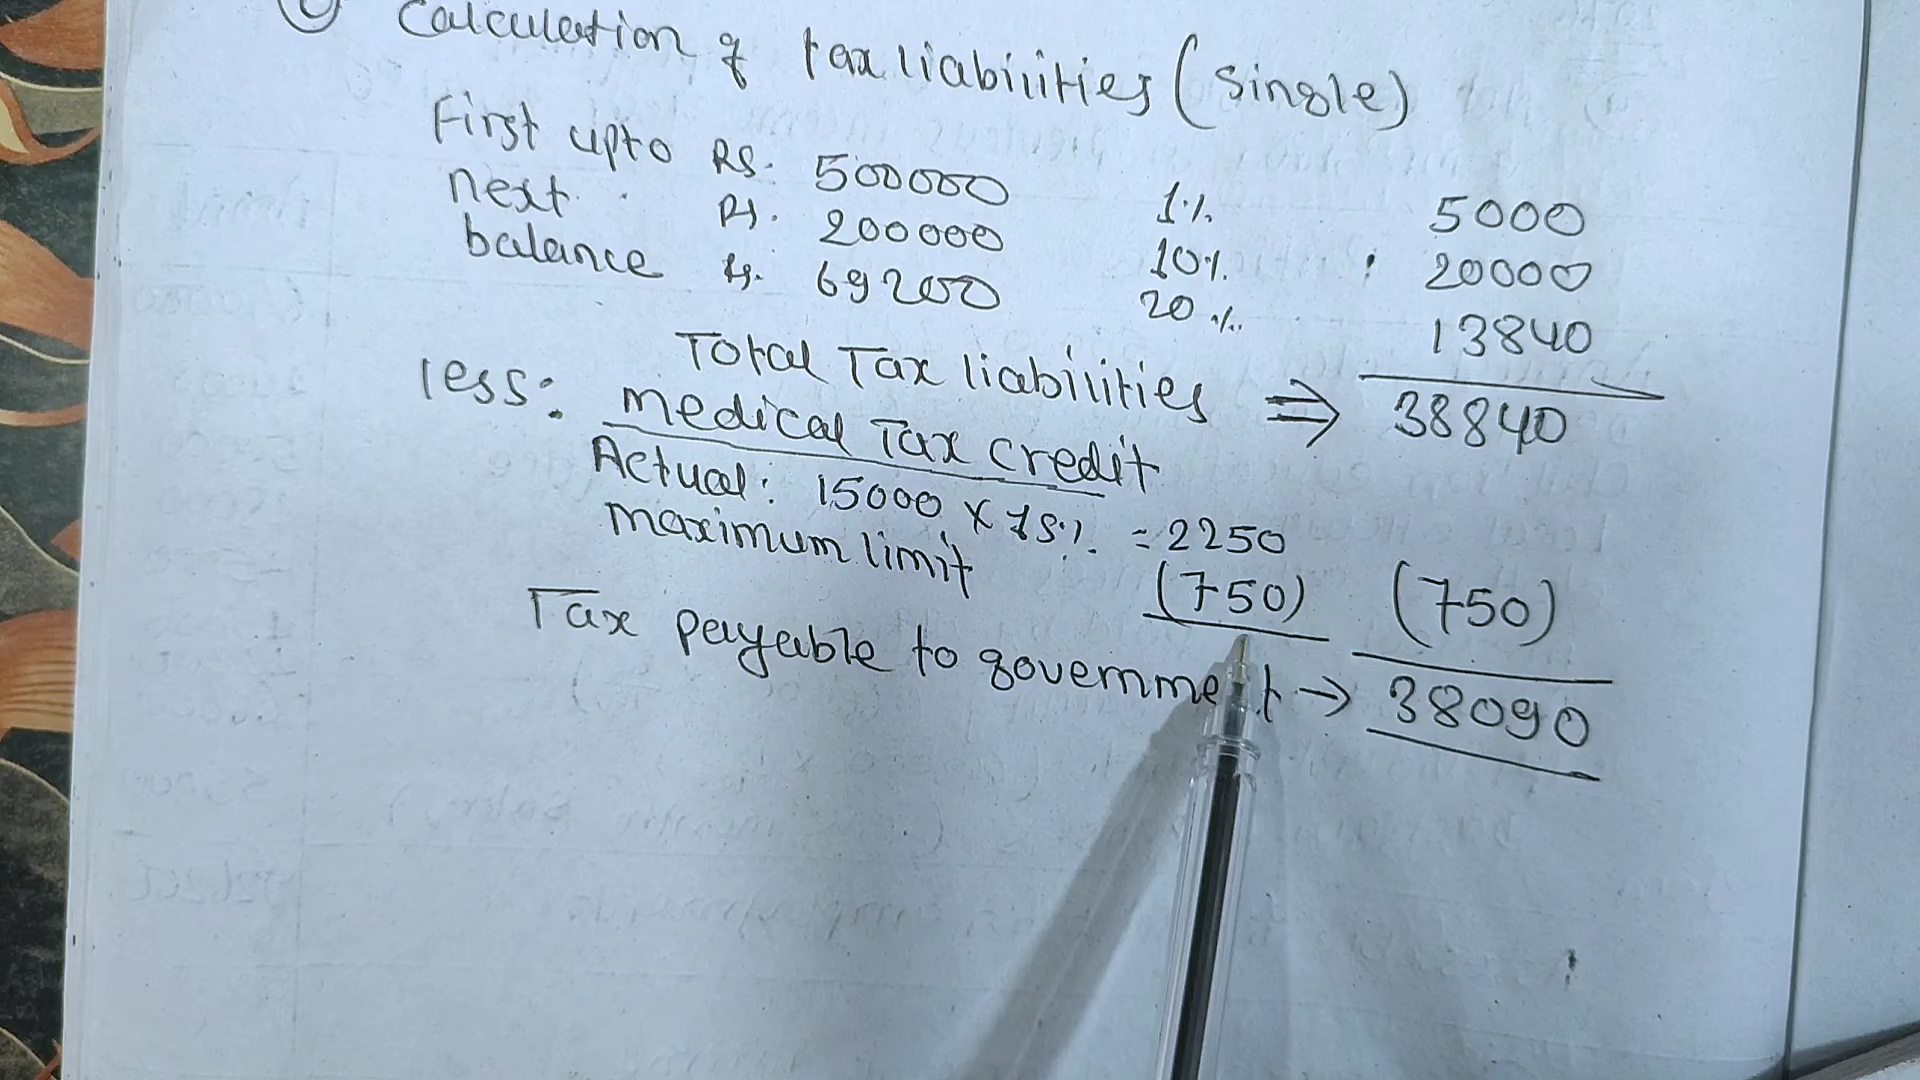 Calculation of tax liabilities (single)
First upto Rs. 500000 1% 5000
next Rs. 200000 10% 20000
balance Rs. 69200 20% 13840
Total Tax liabilities ⇒ 38840
less: medical Tax credit
Actual: 15000 × 15% = 2250
maximum limit (750) (750)
Tax payable to government → 38090